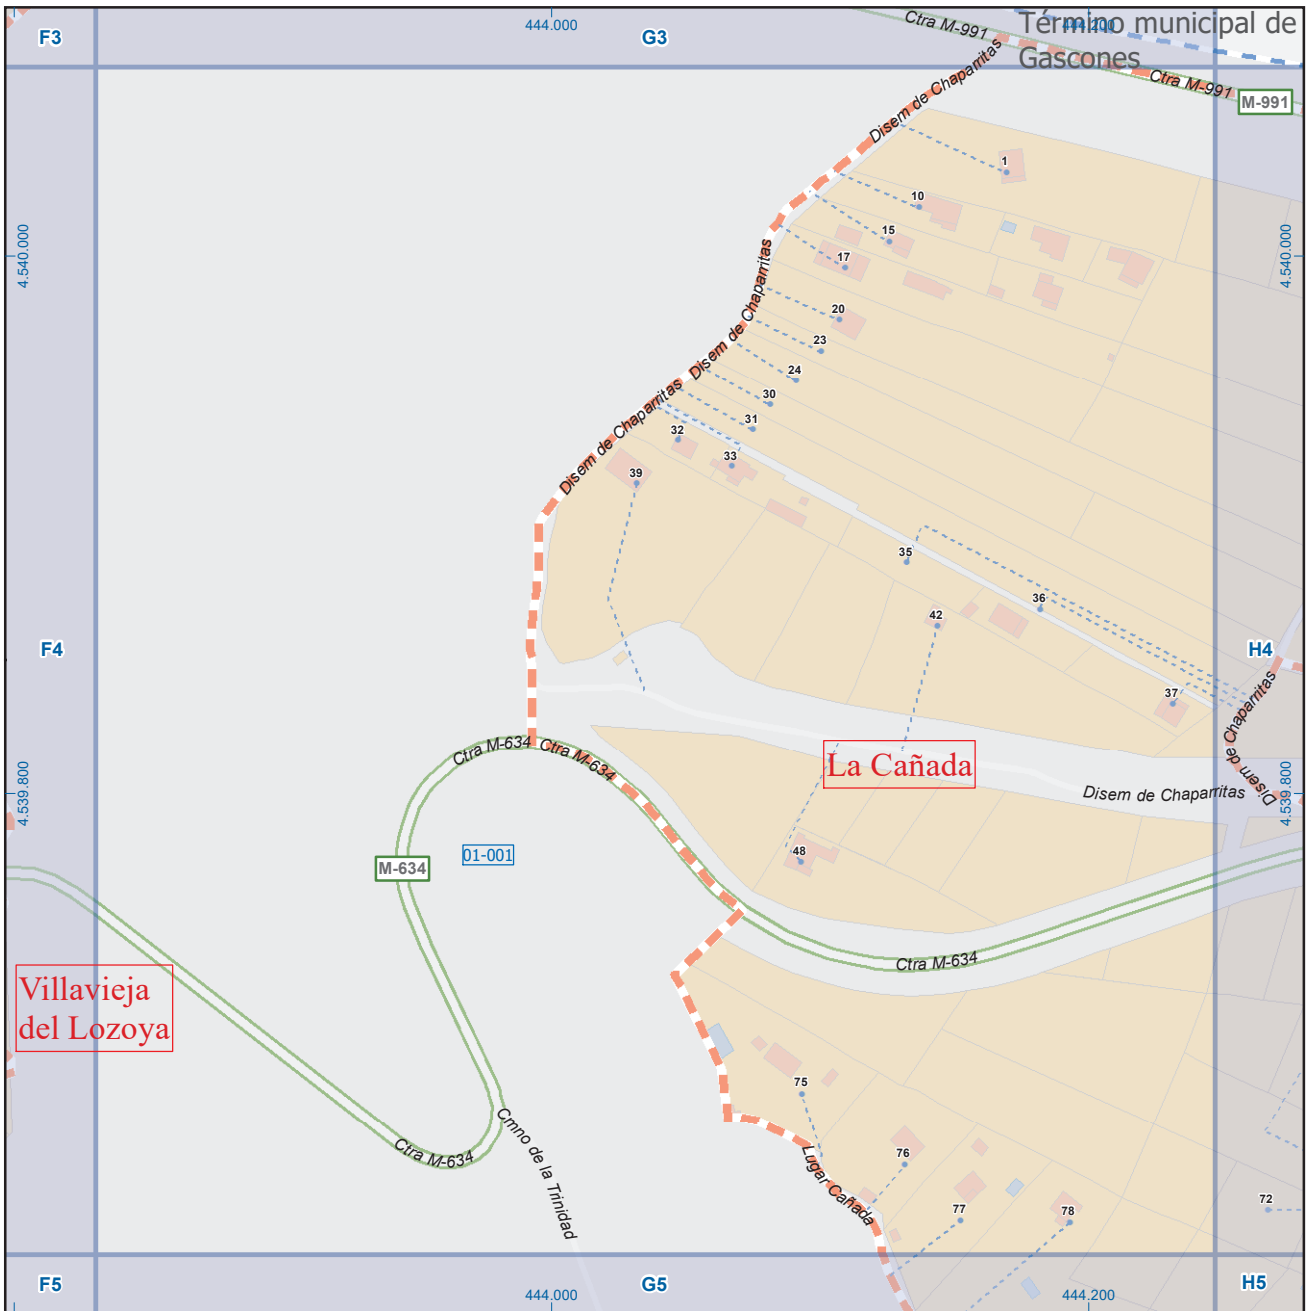 F3
444.000
G3
Ctra M-991
444.200
Término municipal de
Gascones
Ctra M-991
M-991
Disem de Chaparritas
1
10
15
17
4.540.000
4.540.000
Disem de Chaparritas
20
23
Disem de Chaparritas
24
30
Disem de Chaparritas
31
32
33
39
35
36
42
F4
H4
37
Disem de Chaparritas
Ctra M-634
Ctra M-634
La Cañada
Disem
Disem de Chaparritas
4.539.800
4.539.800
01-001
48
M-634
Ctra M-634
Villavieja
del Lozoya
75
Cmno de la Trinidad
Ctra M-634
76
Lugar Cañada
77
78
72
F5
444.000
G5
444.200
H5